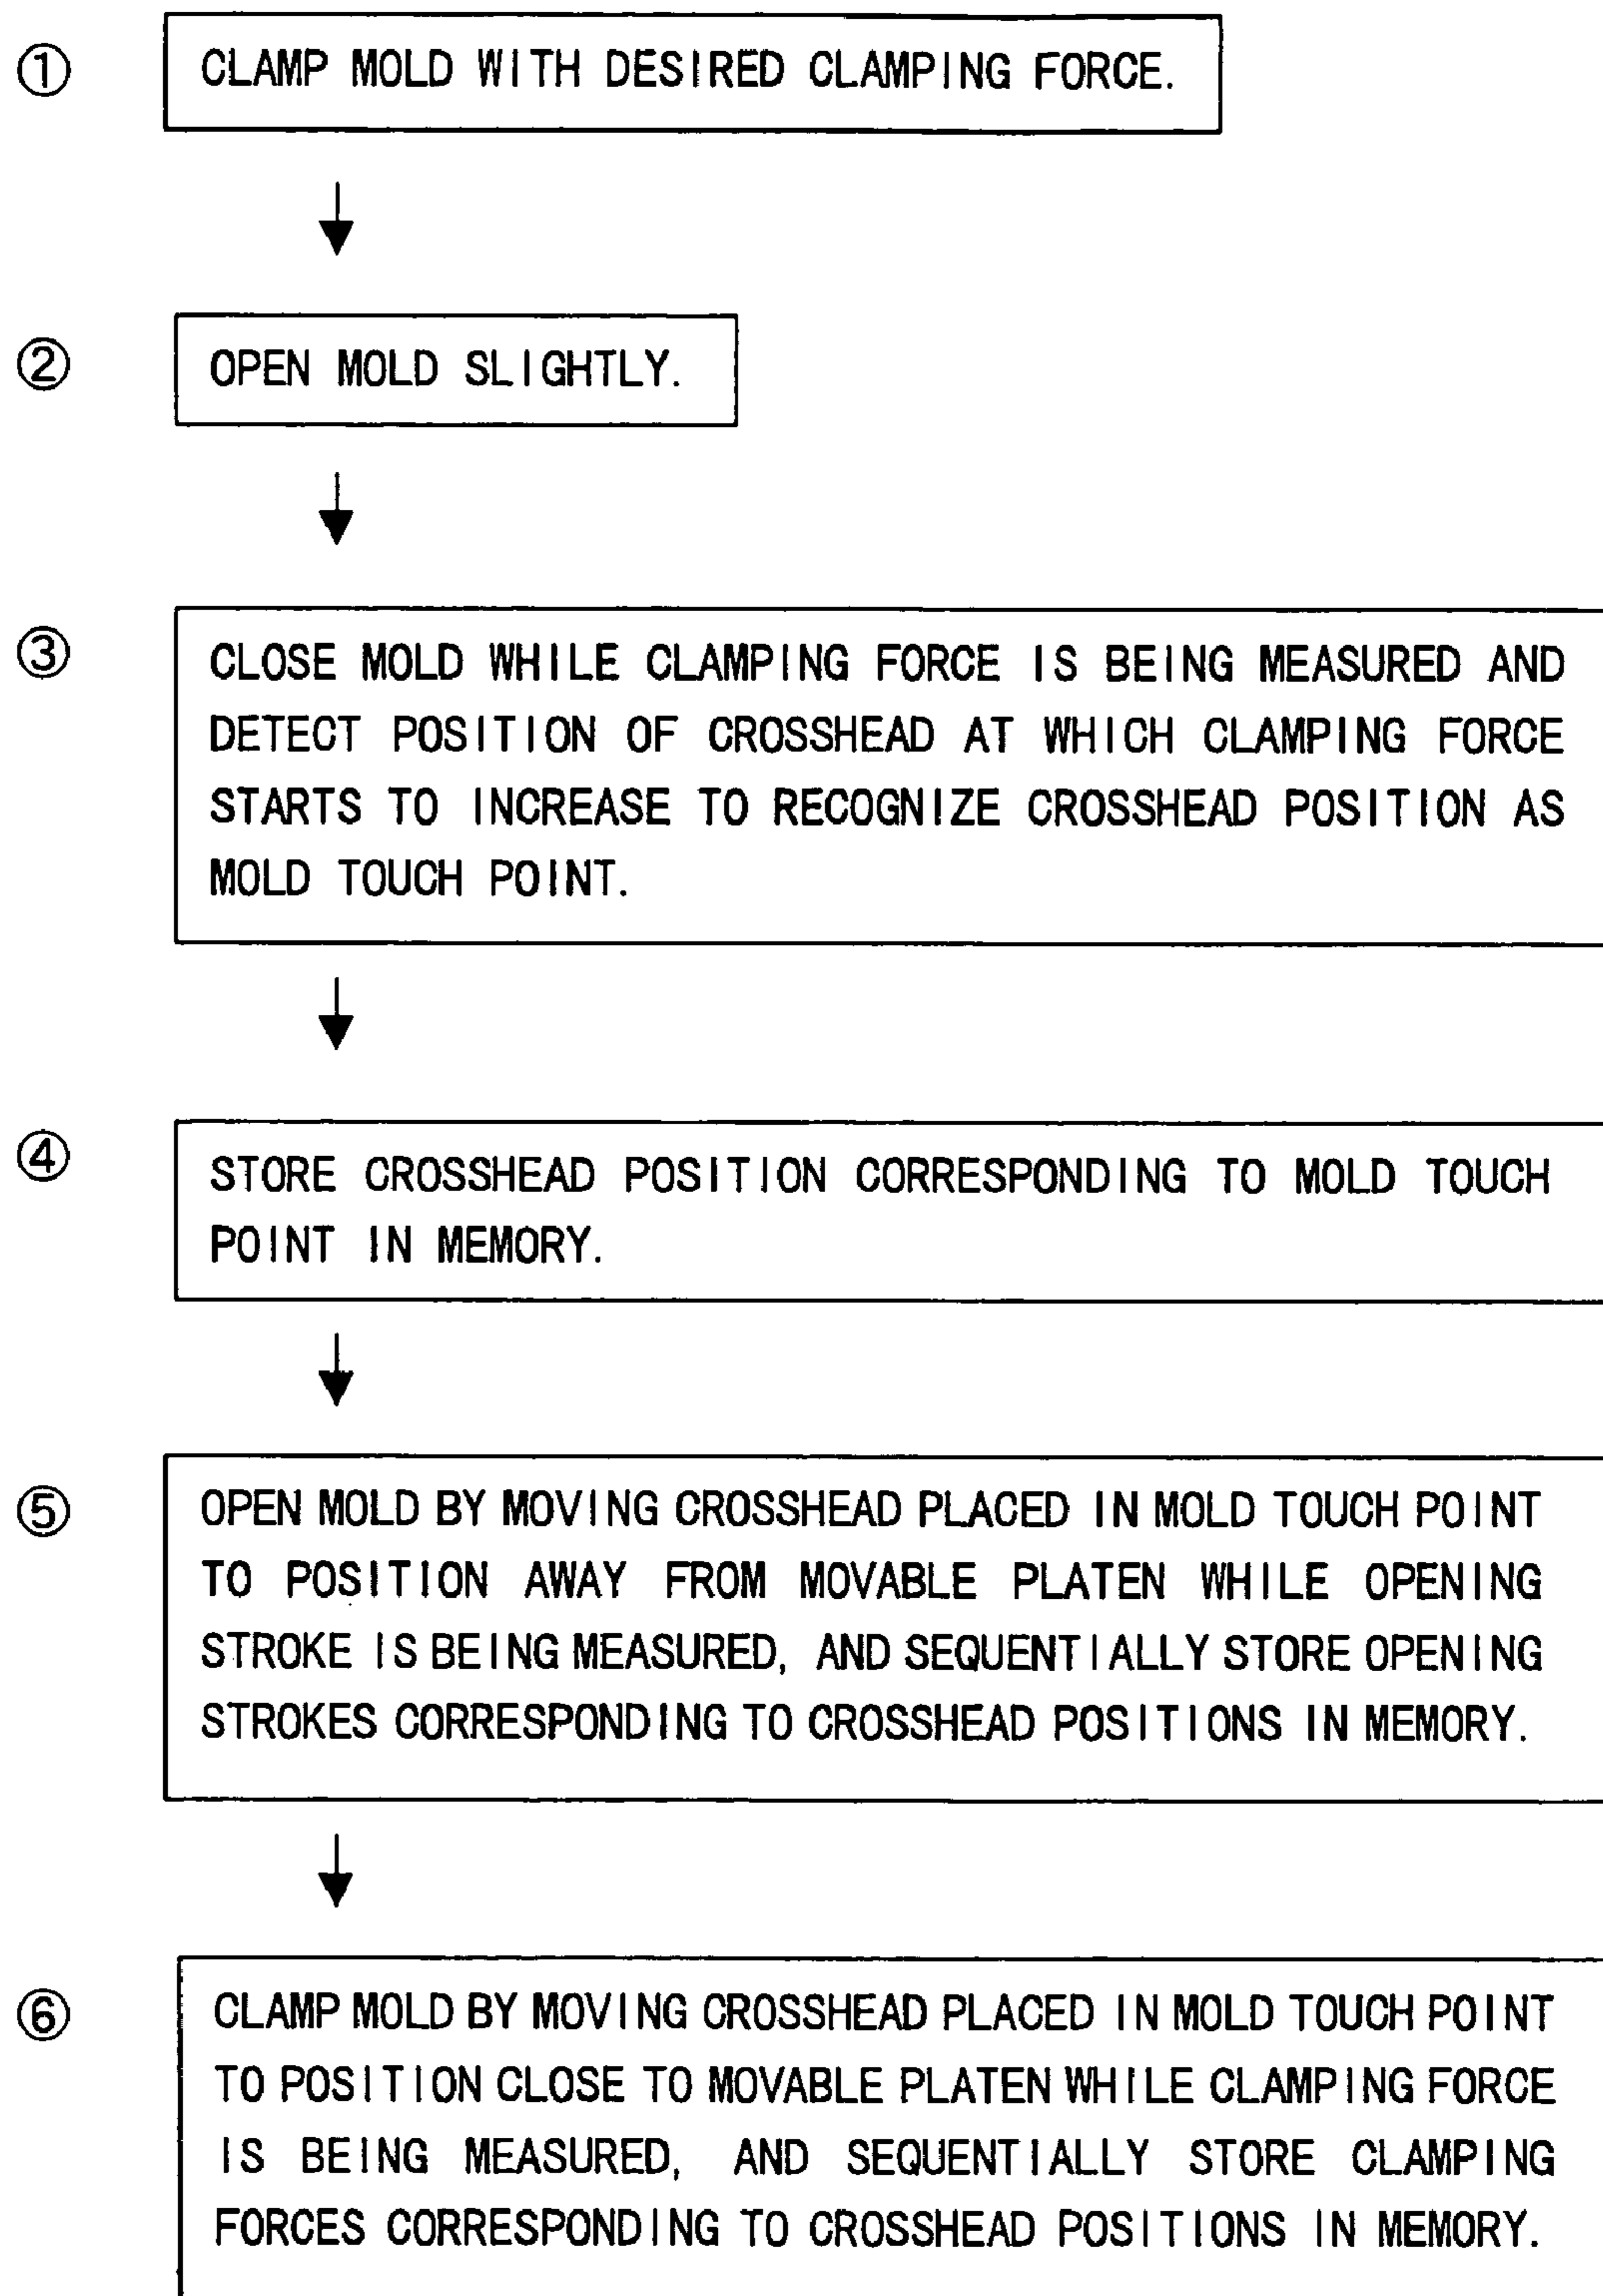 ① CLAMP MOLD WITH DESIRED CLAMPING FORCE.
② OPEN MOLD SLIGHTLY.
③ CLOSE MOLD WHILE CLAMPING FORCE IS BEING MEASURED AND
DETECT POSITION OF CROSSHEAD AT WHICH CLAMPING FORCE
STARTS TO INCREASE TO RECOGNIZE CROSSHEAD POSITION AS
MOLD TOUCH POINT.
④ STORE CROSSHEAD POSITION CORRESPONDING TO MOLD TOUCH
POINT IN MEMORY.
⑤ OPEN MOLD BY MOVING CROSSHEAD PLACED IN MOLD TOUCH POINT
TO POSITION AWAY FROM MOVABLE PLATEN WHILE OPENING
STROKE IS BEING MEASURED, AND SEQUENTIALLY STORE OPENING
STROKES CORRESPONDING TO CROSSHEAD POSITIONS IN MEMORY.
⑥ CLAMP MOLD BY MOVING CROSSHEAD PLACED IN MOLD TOUCH POINT
TO POSITION CLOSE TO MOVABLE PLATEN WHILE CLAMPING FORCE
IS BEING MEASURED, AND SEQUENTIALLY STORE CLAMPING
FORCES CORRESPONDING TO CROSSHEAD POSITIONS IN MEMORY.